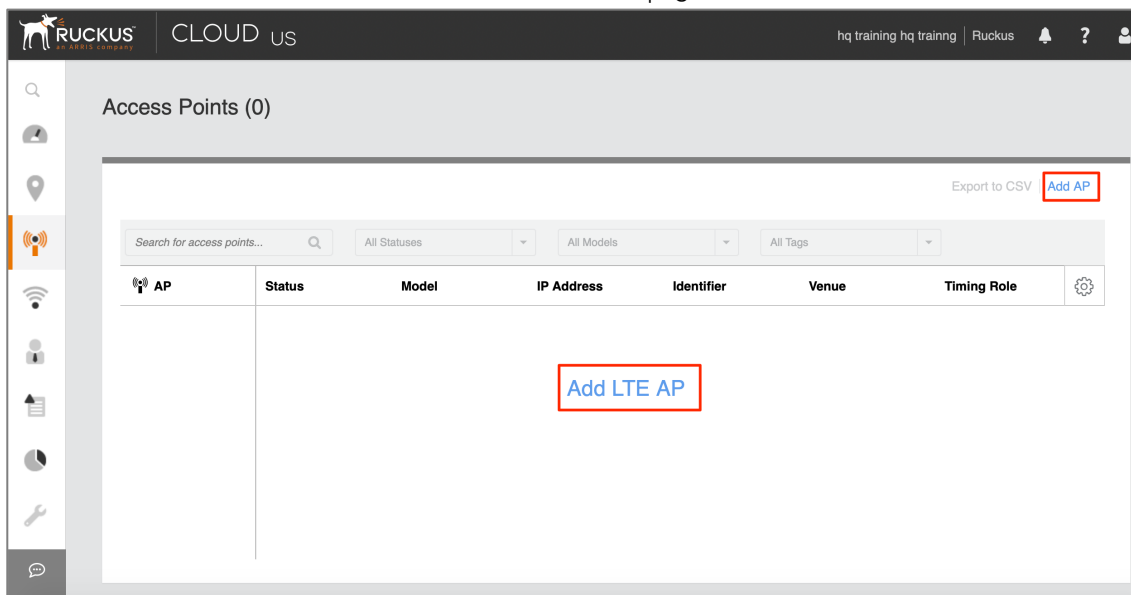 pag
RUCKUS
an ARRIS company
CLOUD US
hq training hq trainng | Ruckus
?
Access Points (0)
Export to CSV | Add AP
Search for access points...
All Statuses
All Models
All Tags
AP
Status
Model
IP Address
Identifier
Venue
Timing Role
Add LTE AP